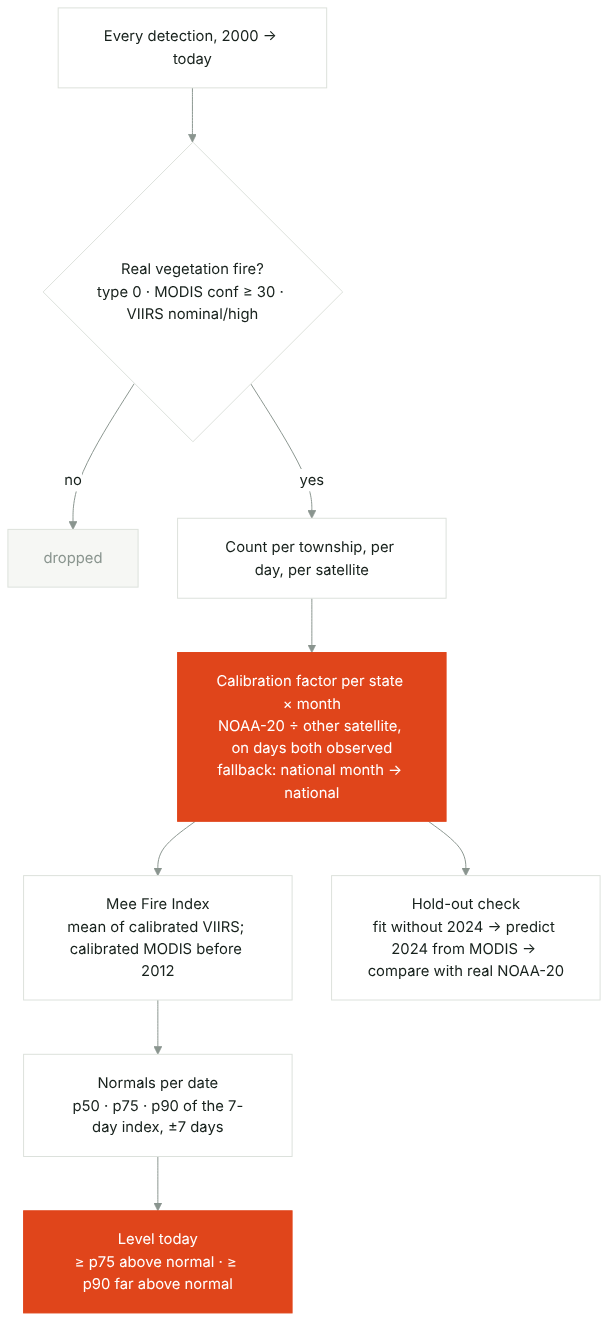 Every detection, 2000 →
today
Real vegetation fire?
type 0 · MODIS conf ≥ 30 ·
VIIRS nominal/high
no
yes
dropped
Count per township, per
day, per satellite
Calibration factor per state
× month
NOAA-20 ÷ other satellite,
on days both observed
fallback: national month →
national
Mee Fire Index
mean of calibrated VIIRS;
calibrated MODIS before
2012
Hold-out check
fit without 2024 → predict
2024 from MODIS →
compare with real NOAA-20
Normals per date
p50 · p75 · p90 of the 7-
day index, ±7 days
Level today
≥ p75 above normal · ≥
p90 far above normal